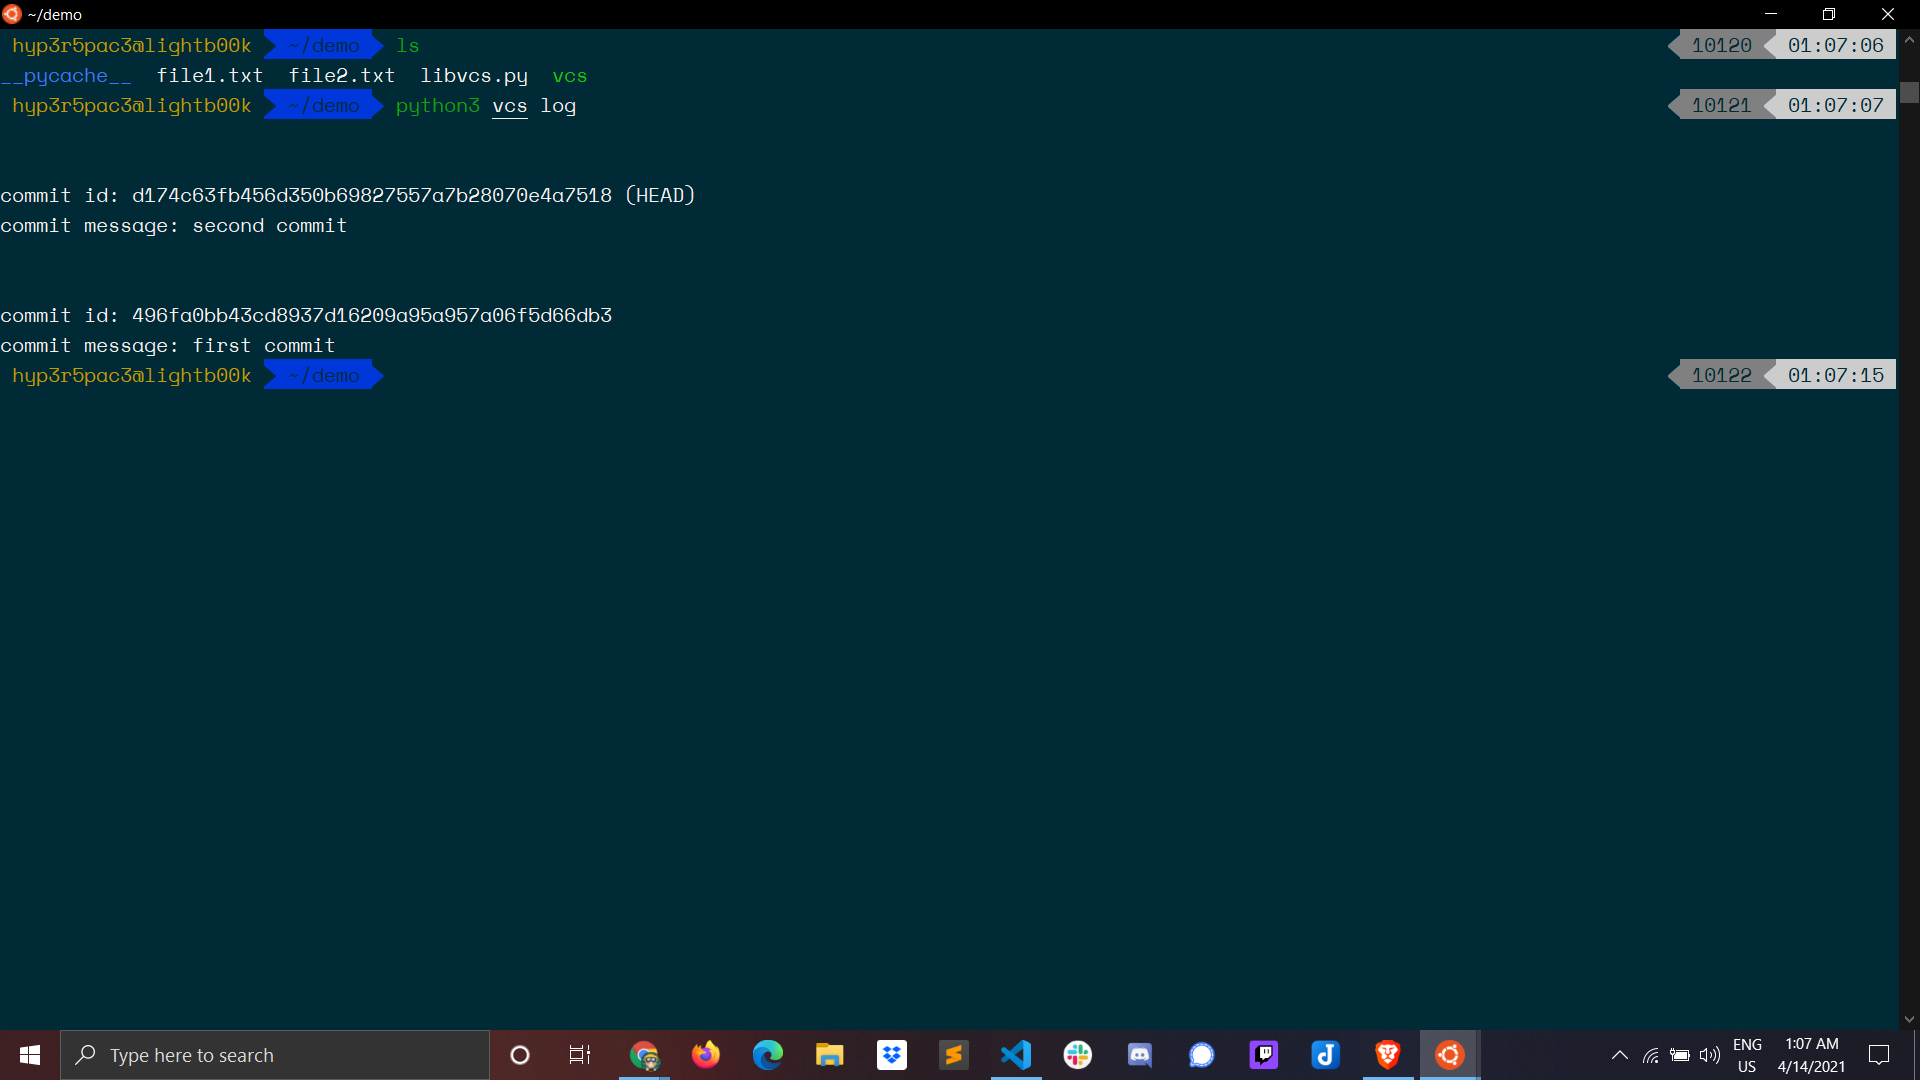 ~/demo
hyp3r5pac3@lightb00k ~/demo ls 10120 01:07:06
__pycache__ file1.txt file2.txt libvcs.py vcs
hyp3r5pac3@lightb00k ~/demo python3 vcs log 10121 01:07:07
commit id: d174c63fb456d350b69827557a7b28070e4a7518 (HEAD)
commit message: second commit
commit id: 496fa0bb43cd8937d16209a95a957a06f5d66db3
commit message: first commit
hyp3r5pac3@lightb00k ~/demo 10122 01:07:15
Type here to search
ENG 1:07 AM
US 4/14/2021